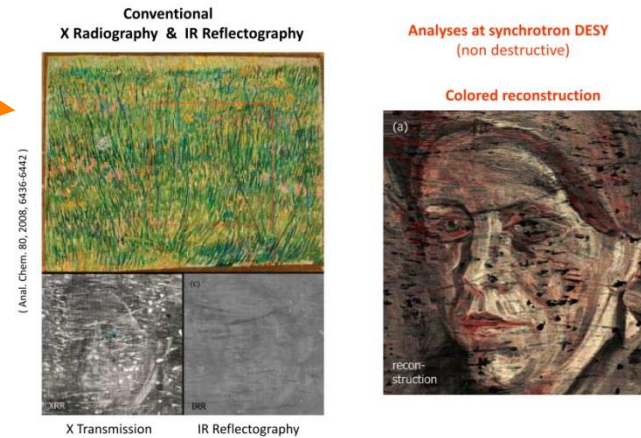 Conventional
X Radiography & IR Reflectography
( Anal. Chem. 80, 2008, 6436-6442 )
XRR
(c)
IRR
X Transmission
IR Reflectography
Analyses at synchrotron DESY
(non destructive)
Colored reconstruction
(a)
recon-
struction